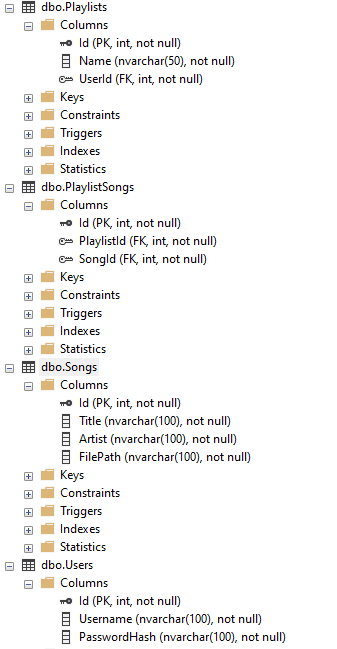 dbo.Playlists
Columns
Id (PK, int, not null)
Name (nvarchar(50), not null)
UserId (FK, int, not null)
Keys
Constraints
Triggers
Indexes
Statistics
dbo.PlaylistSongs
Columns
Id (PK, int, not null)
PlaylistId (FK, int, not null)
SongId (FK, int, not null)
Keys
Constraints
Triggers
Indexes
Statistics
dbo.Songs
Columns
Id (PK, int, not null)
Title (nvarchar(100), not null)
Artist (nvarchar(100), not null)
FilePath (nvarchar(100), not null)
Keys
Constraints
Triggers
Indexes
Statistics
dbo.Users
Columns
Id (PK, int, not null)
Username (nvarchar(100), not null)
PasswordHash (nvarchar(100), not null)